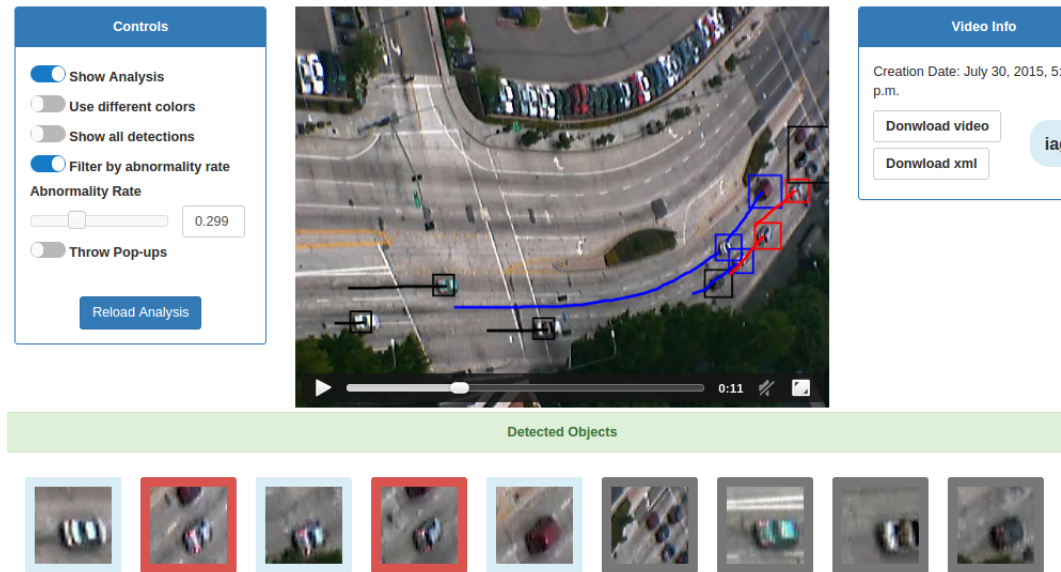 Controls
Show Analysis
Use different colors
Show all detections
Filter by abnormality rate
Abnormality Rate
0.299
Throw Pop-ups
Reload Analysis
0:11
Video Info
Creation Date: July 30, 2015, 5:
p.m.
Donwload video
Donwload xml
Detected Objects